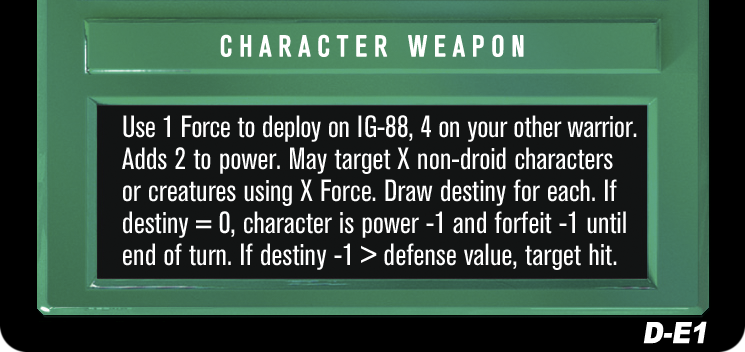 CHARACTER WEAPON
Use 1 Force to deploy on IG-88, 4 on your other warrior.
Adds 2 to power. May target X non-droid characters
or creatures using X Force. Draw destiny for each. If
destiny = 0, character is power -1 and forfeit -1 until
end of turn. If destiny -1 > defense value, target hit.
D-E1